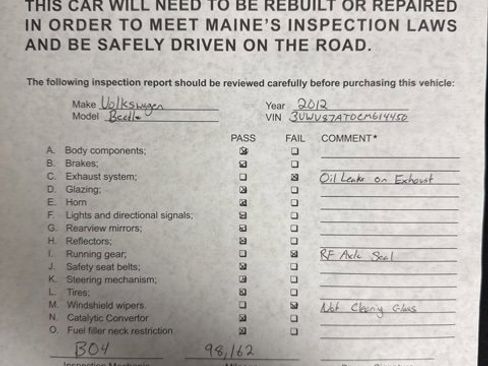 THIS CAR WILL NEED TO BE REBUILT OR REPAIRED
IN ORDER TO MEET MAINE'S INSPECTION LAWS
AND BE SAFELY DRIVEN ON THE ROAD.
The following inspection report should be reviewed carefully before purchasing this vehicle:
Make Volkswagen Year 2012
Model Beetle VIN 3VWVS7AT0CM614450
PASS FAIL COMMENT*
A. Body components;
B. Brakes;
C. Exhaust system; Oil Leake on Exhaust
D. Glazing;
E. Horn
F. Lights and directional signals;
G. Rearview mirrors;
H. Reflectors;
I. Running gear; RF Axle Seal
J. Safety seat belts;
K. Steering mechanism;
L. Tires;
M. Windshield wipers. Not Cleaning Glass
N. Catalytic Convertor
O. Fuel filler neck restriction.
B04 98,162